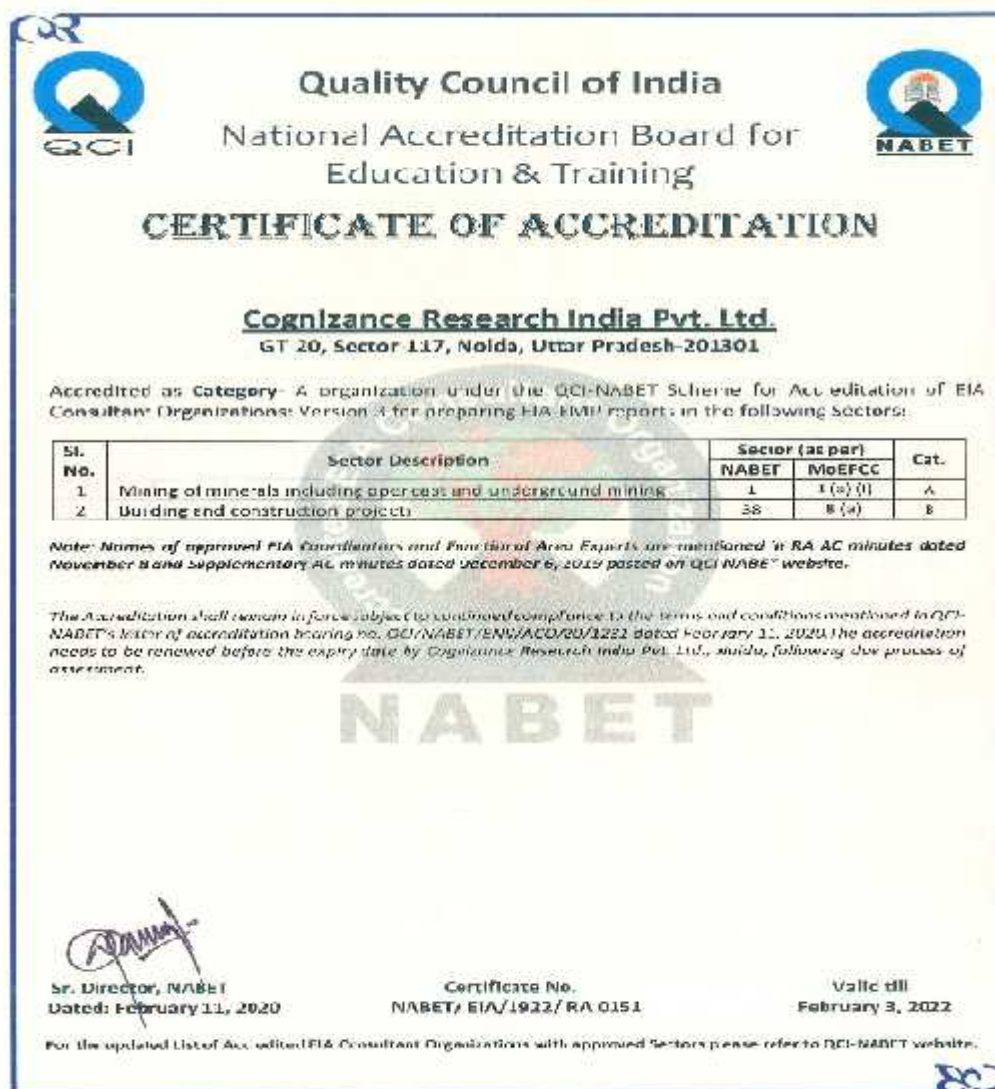 QCI
NABET
Quality Council of India
National Accreditation Board for
Education & Training
CERTIFICATE OF ACCREDITATION
Cognizance Research India Pvt. Ltd.
GT 20, Sector-117, Noida, Uttar Pradesh-201301
Accredited as Category- A organization under the QCI-NABET Scheme for Accreditation of EIA
Consultant Organizations: Version 3 for preparing EIA-EMP reports in the following Sectors:
Sl. No. Sector Description Sector (as per) Cat.
NABET MoEFCC
1 Mining of minerals including opencast and underground mining 1 1 (a) (i) A
2 Building and construction projects 38 8 (a) B
Note: Names of approved EIA Coordinators and Functional Area Experts are mentioned in RA AC minutes dated
November 8 and Supplementary AC minutes dated December 6, 2019 posted on QCI-NABET website.
The Accreditation shall remain in force subject to continued compliance to the terms and conditions mentioned in QCI-
NABET's letter of accreditation bearing no. QCI/NABET/ENV/ACO/20/1221 dated February 11, 2020. The accreditation
needs to be renewed before the expiry date by Cognizance Research India Pvt. Ltd., Noida, following due process of
assessment.
NABET
Sr. Director, NABET
Dated: February 11, 2020
Certificate No.
NABET/ EIA/1922/ RA 0151
Valid till
February 3, 2022
For the updated List of Accredited EIA Consultant Organizations with approved Sectors please refer to QCI-NABET website.